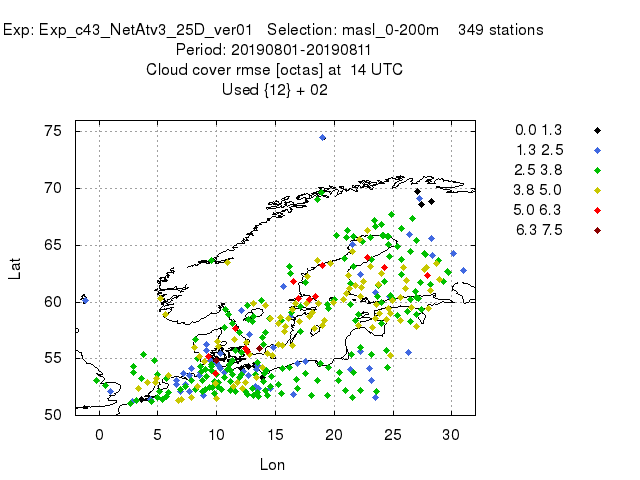 Exp: Exp_c43_NetAtv3_25D_ver01 Selection: masl_0-200m 349 stations
Period: 20190801-20190811
Cloud cover rmse [octas] at 14 UTC
Used {12} + 02
0.0 1.3
1.3 2.5
2.5 3.8
3.8 5.0
5.0 6.3
6.3 7.5
75
70
65
60
55
50
Lat
0 5 10 15 20 25 30
Lon